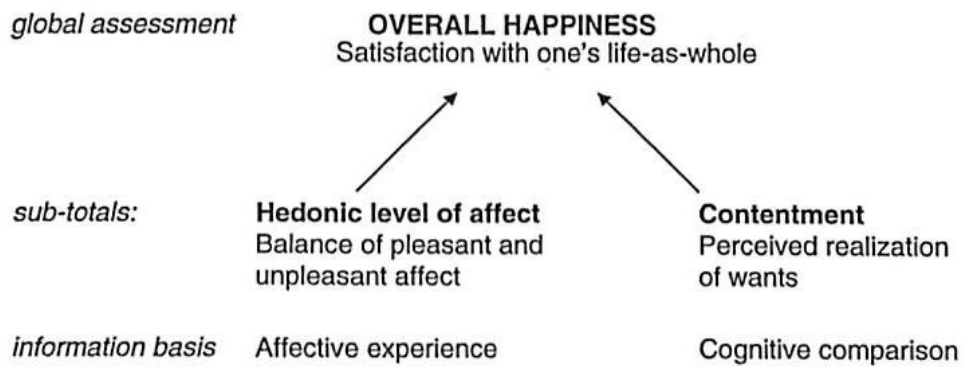 global assessment OVERALL HAPPINESS
Satisfaction with one's life-as-whole
sub-totals: Hedonic level of affect Contentment
Balance of pleasant and Perceived realization
unpleasant affect of wants
information basis Affective experience Cognitive comparison